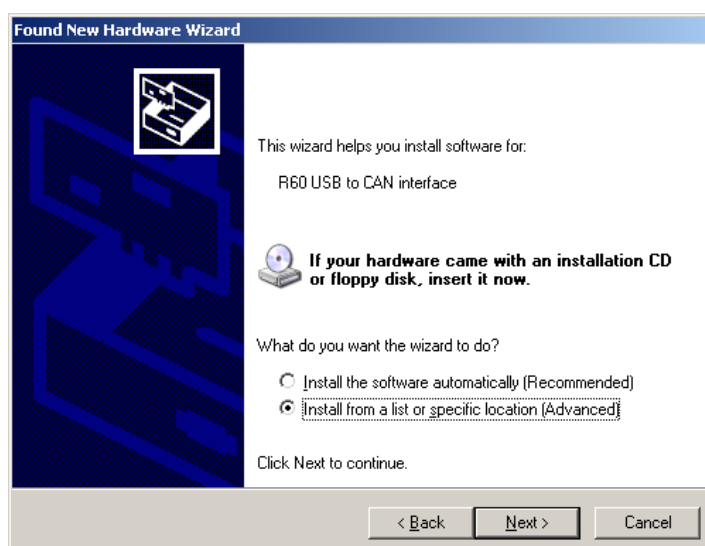 Found New Hardware Wizard
This wizard helps you install software for:
R60 USB to CAN interface
If your hardware came with an installation CD
or floppy disk, insert it now.
What do you want the wizard to do?
Install the software automatically (Recommended)
Install from a list or specific location (Advanced)
Click Next to continue.
< Back Next > Cancel